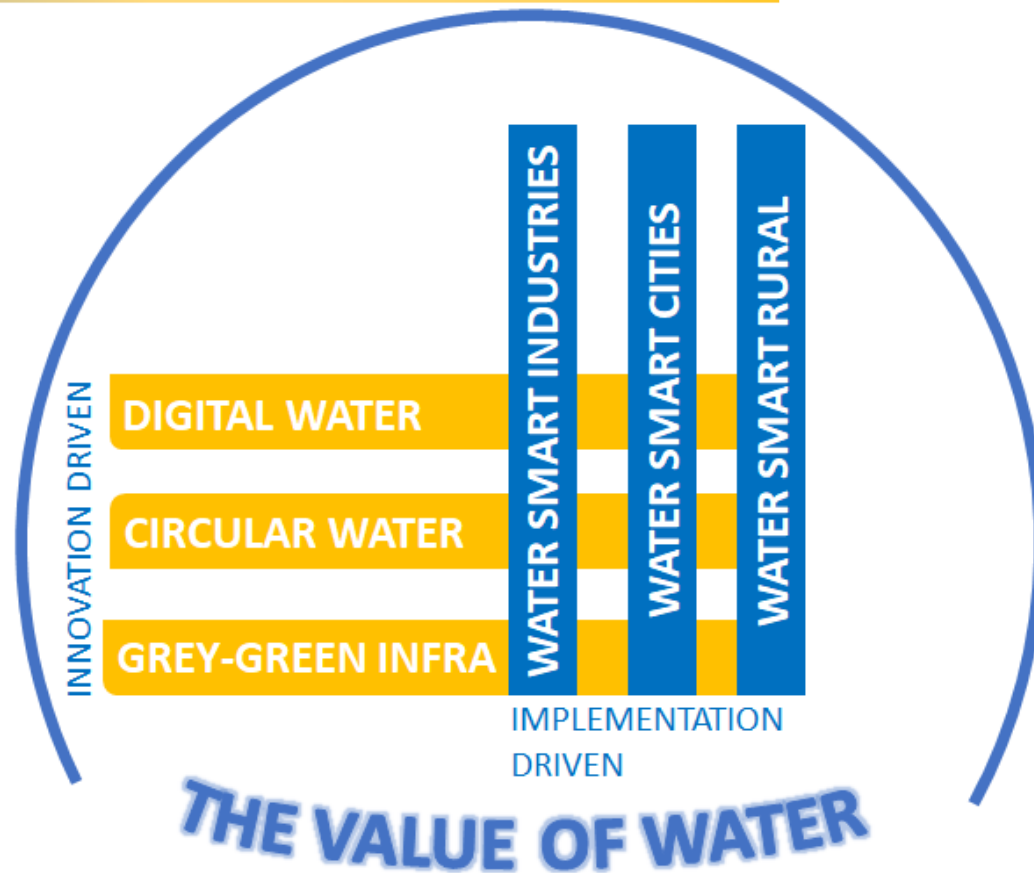 INNOVATION DRIVEN
DIGITAL WATER
CIRCULAR WATER
GREY-GREEN INFRA
WATER SMART INDUSTRIES
WATER SMART CITIES
WATER SMART RURAL
IMPLEMENTATION
DRIVEN
THE VALUE OF WATER